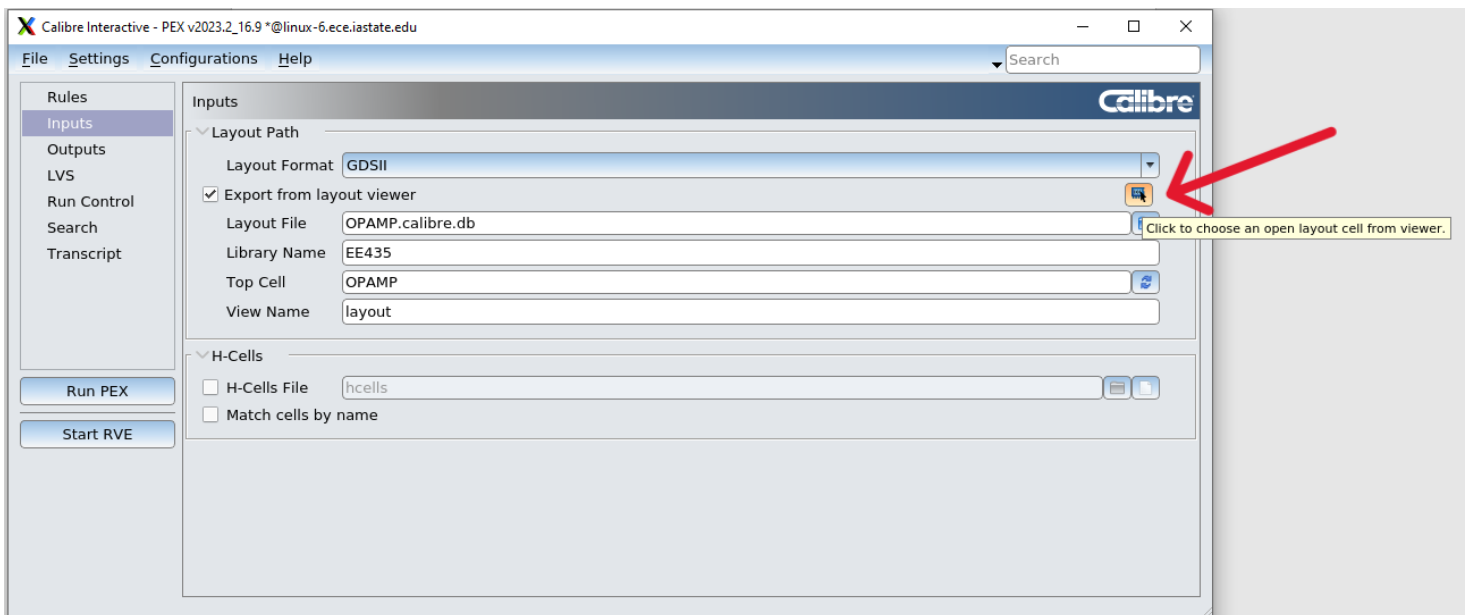 Calibre Interactive - PEX v2023.2_16.9 *@linux-6.ece.iastate.edu
File Settings Configurations Help
Search
Rules
Inputs
Outputs
LVS
Run Control
Search
Transcript
Run PEX
Start RVE
Inputs
Calibre
Layout Path
Layout Format GDSII
Export from layout viewer
Layout File OPAMP.calibre.db
Click to choose an open layout cell from viewer.
Library Name EE435
Top Cell OPAMP
View Name layout
H-Cells
H-Cells File hcells
Match cells by name